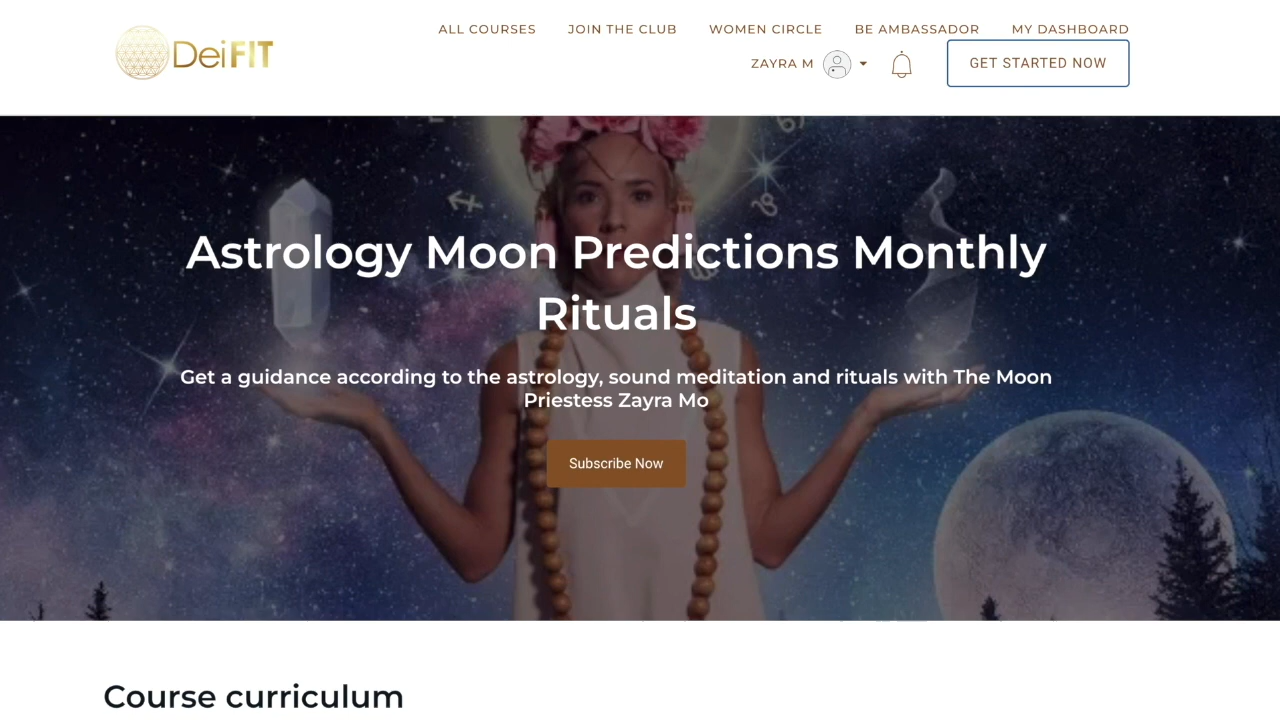 DeiFIT
ALL COURSES JOIN THE CLUB WOMEN CIRCLE BE AMBASSADOR MY DASHBOARD
ZAYRA M GET STARTED NOW
Astrology Moon Predictions Monthly
Rituals
Get a guidance according to the astrology, sound meditation and rituals with The Moon
Priestess Zayra Mo
Subscribe Now
Course curriculum